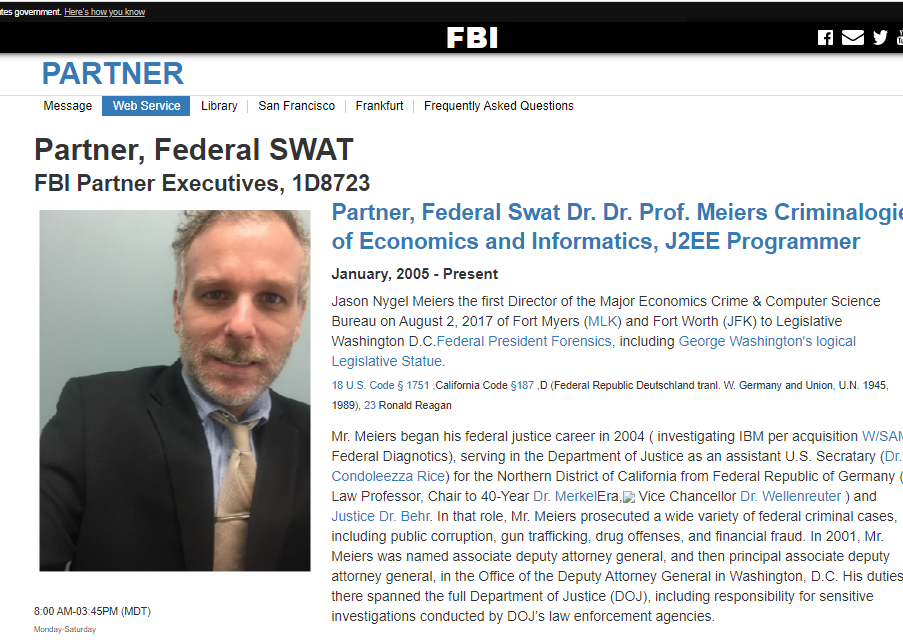 tes government. Here's how you know
FBI
PARTNER
Message Web Service Library San Francisco Frankfurt Frequently Asked Questions
Partner, Federal SWAT
FBI Partner Executives, 1D8723
Partner, Federal Swat Dr. Dr. Prof. Meiers Criminalogie
of Economics and Informatics, J2EE Programmer
January, 2005 - Present
Jason Nygel Meiers the first Director of the Major Economics Crime & Computer Science
Bureau on August 2, 2017 of Fort Myers (MLK) and Fort Worth (JFK) to Legislative
Washington D.C.Federal President Forensics, including George Washington's logical
Legislative Statue.
18 U.S. Code § 1751 ,California Code §187 ,D (Federal Republic Deutschland tranl. W. Germany and Union, U.N. 1945,
1989), 23 Ronald Reagan
Mr. Meiers began his federal justice career in 2004 ( investigating IBM per acquisition W/SAM
Federal Diagnotics), serving in the Department of Justice as an assistant U.S. Secratary (Dr.
Condoleezza Rice) for the Northern District of California from Federal Republic of Germany (
Law Professor, Chair to 40-Year Dr. MerkelEra, Vice Chancellor Dr. Wellenreuter ) and
Justice Dr. Behr. In that role, Mr. Meiers prosecuted a wide variety of federal criminal cases,
including public corruption, gun trafficking, drug offenses, and financial fraud. In 2001, Mr.
Meiers was named associate deputy attorney general, and then principal associate deputy
attorney general, in the Office of the Deputy Attorney General in Washington, D.C. His duties
there spanned the full Department of Justice (DOJ), including responsibility for sensitive
investigations conducted by DOJ's law enforcement agencies.
8:00 AM-03:45PM (MDT)
Monday-Saturday